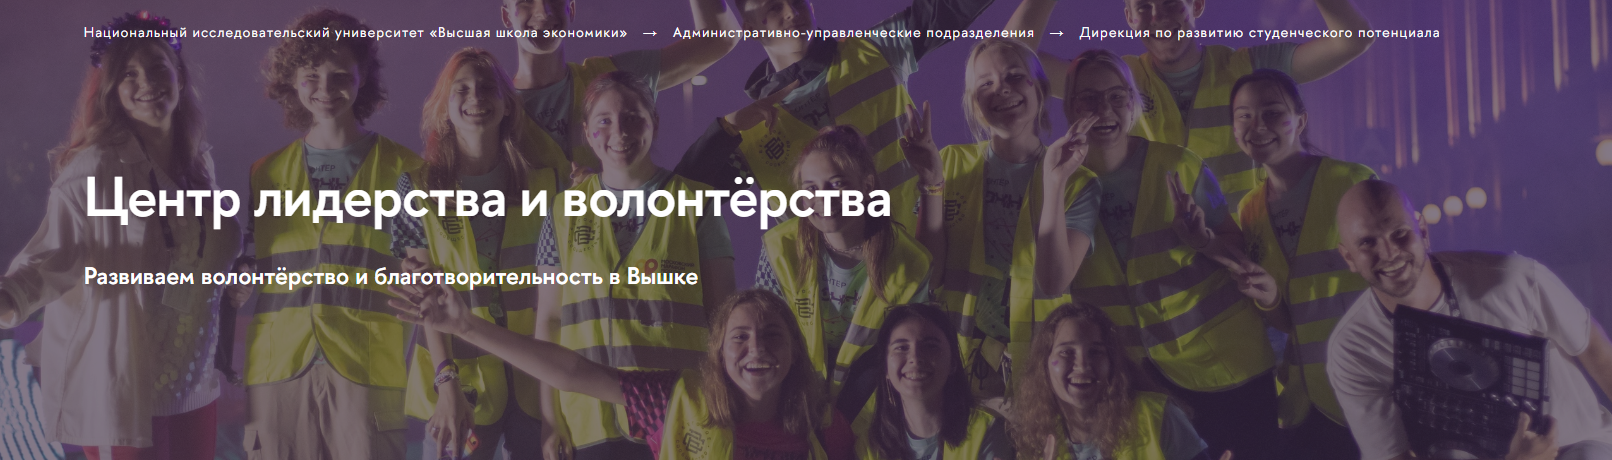 Национальный исследовательский университет «Высшая школа экономики» → Административно-управленческие подразделения → Дирекция по развитию студенческого потенциала
Центр лидерства и волонтёрства
Развиваем волонтёрство и благотворительность в Вышке